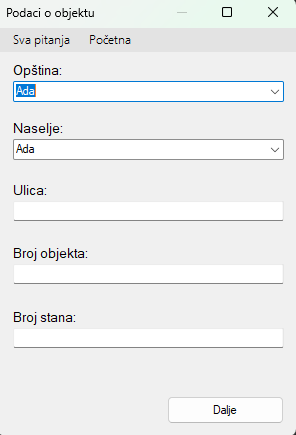 Podaci o objektu
Sva pitanja Početna
Opština:
Ada
Naselje:
Ada
Ulica:
Broj objekta:
Broj stana:
Dalje